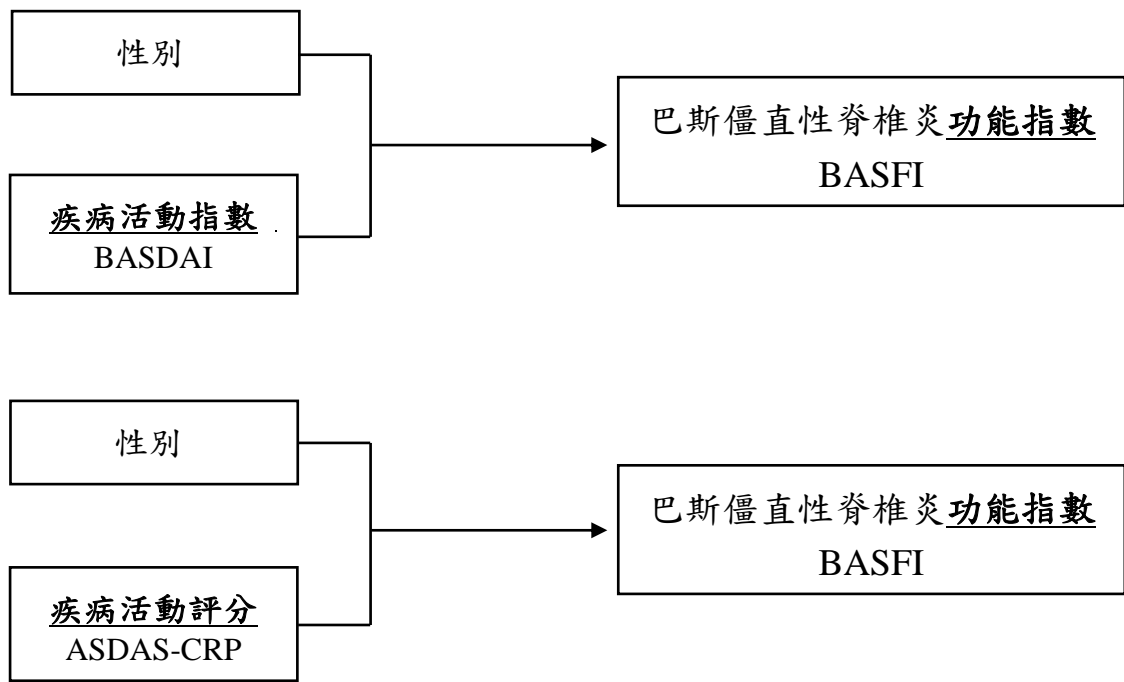 性別
巴斯僵直性脊椎炎功能指數
BASFI
疾病活動指數
BASDAI
性別
巴斯僵直性脊椎炎功能指數
BASFI
疾病活動評分
ASDAS-CRP